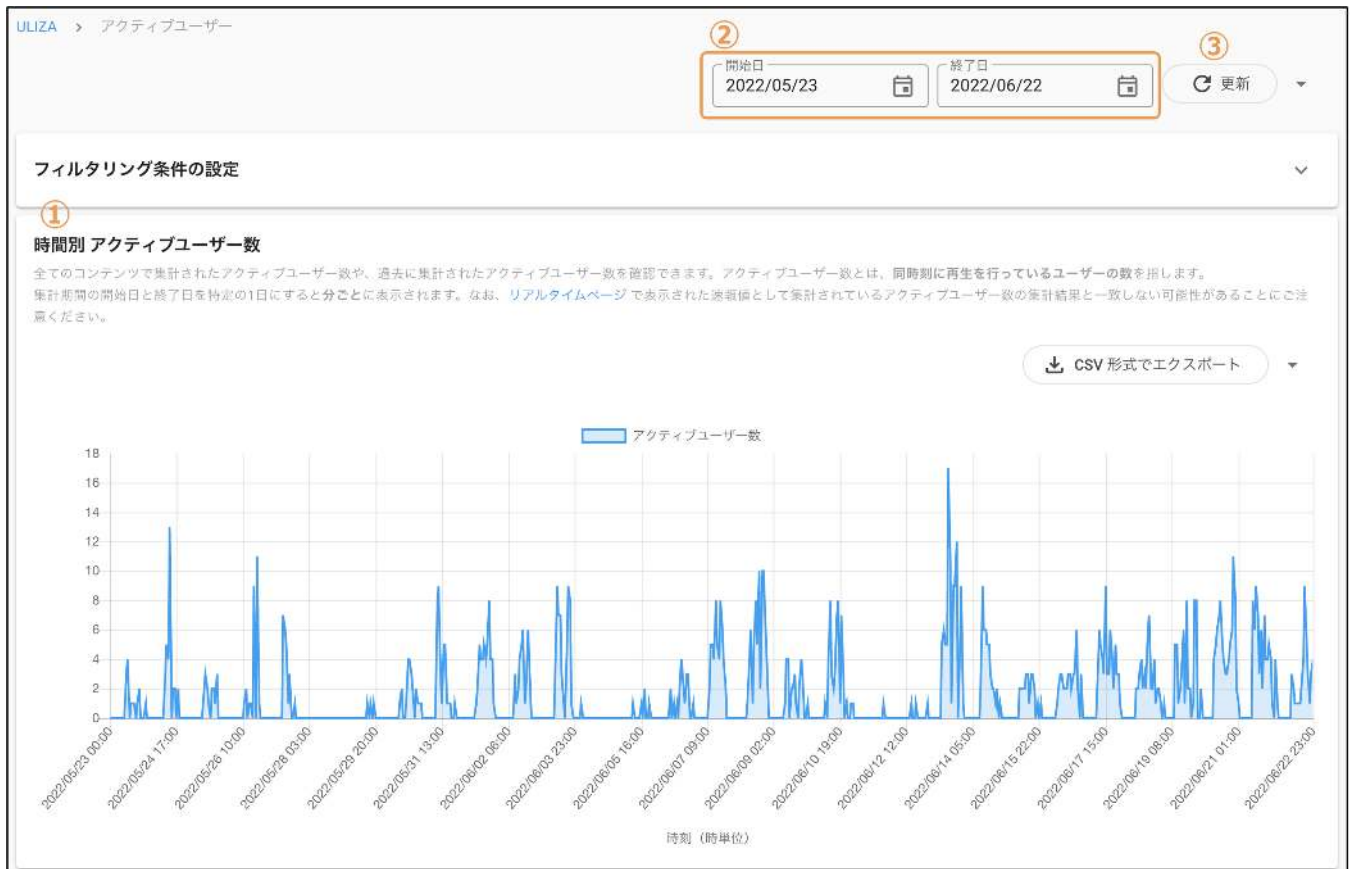 ULIZA > アクティブユーザー
②
③
開始日
2022/05/23
終了日
2022/06/22
更新
フィルタリング条件の設定
①
時間別 アクティブユーザー数
全てのコンテンツで集計されたアクティブユーザー数や、過去に集計されたアクティブユーザー数を確認できます。アクティブユーザー数とは、同時刻に再生を行っているユーザーの数を指します。
集計期間の開始日と終了日を特定の1日にすると分ごとに表示されます。なお、リアルタイムページ で表示された速報値として集計されているアクティブユーザー数の集計結果と一致しない可能性があることにご注
意ください。
CSV 形式でエクスポート
アクティブユーザー数
18
16
14
12
10
8
6
4
2
0
2022/05/23 00:00
2022/05/24 17:00
2022/05/26 10:00
2022/05/28 03:00
2022/05/29 20:00
2022/05/31 13:00
2022/06/02 06:00
2022/06/03 23:00
2022/06/05 16:00
2022/06/07 09:00
2022/06/09 02:00
2022/06/10 19:00
2022/06/12 12:00
2022/06/14 05:00
2022/06/15 22:00
2022/06/17 15:00
2022/06/19 08:00
2022/06/21 01:00
2022/06/22 23:00
時刻（時単位）